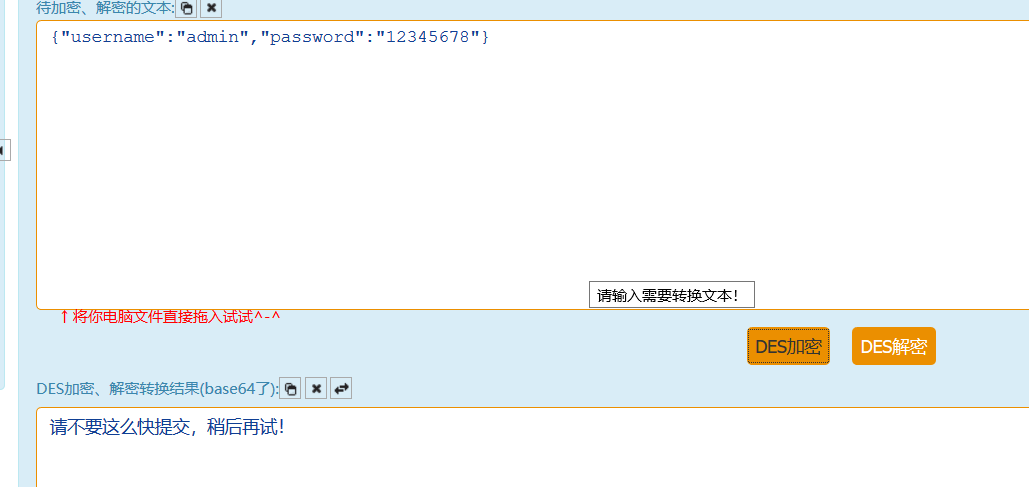 待加密、解密的文本:
{"username":"admin","password":"12345678"}
请输入需要转换文本！
↑将你电脑文件直接拖入试试^-^
DES加密 DES解密
DES加密、解密转换结果(base64了):
请不要这么快提交，稍后再试！